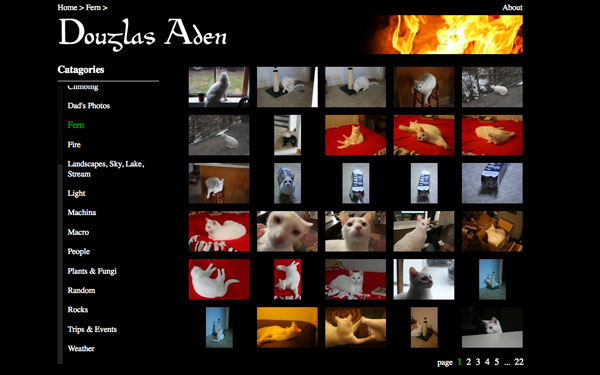 Home > Fern >
About
Douglas Aden
Catagories
Climbing
Dad's Photos
Fern
Fire
Landscapes, Sky, Lake,
Stream
Light
Machina
Macro
People
Plants & Fungi
Random
Rocks
Trips & Events
Weather
page 1 2 3 4 5 ... 22